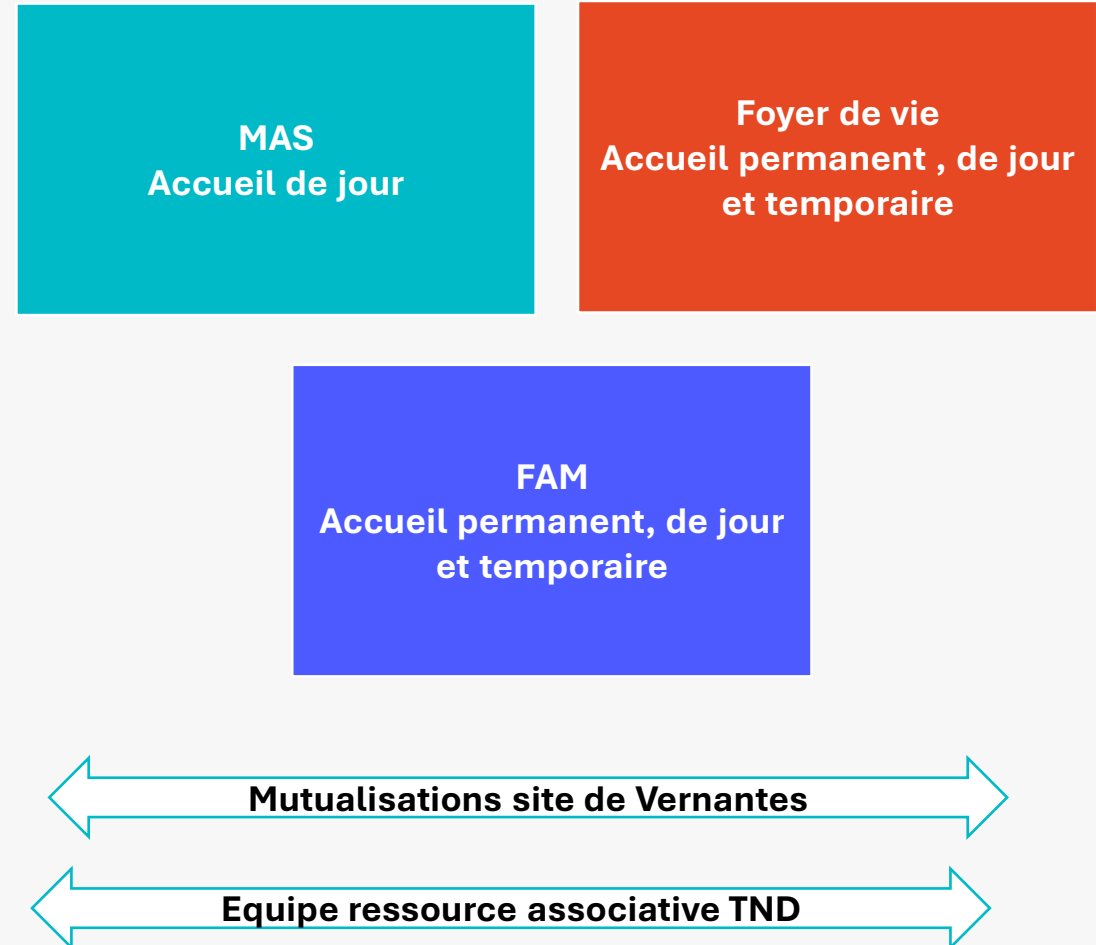 MAS
Accueil de jour
Foyer de vie
Accueil permanent , de jour
et temporaire
FAM
Accueil permanent, de jour
et temporaire
Mutualisations site de Vernantes
Equipe ressource associative TND